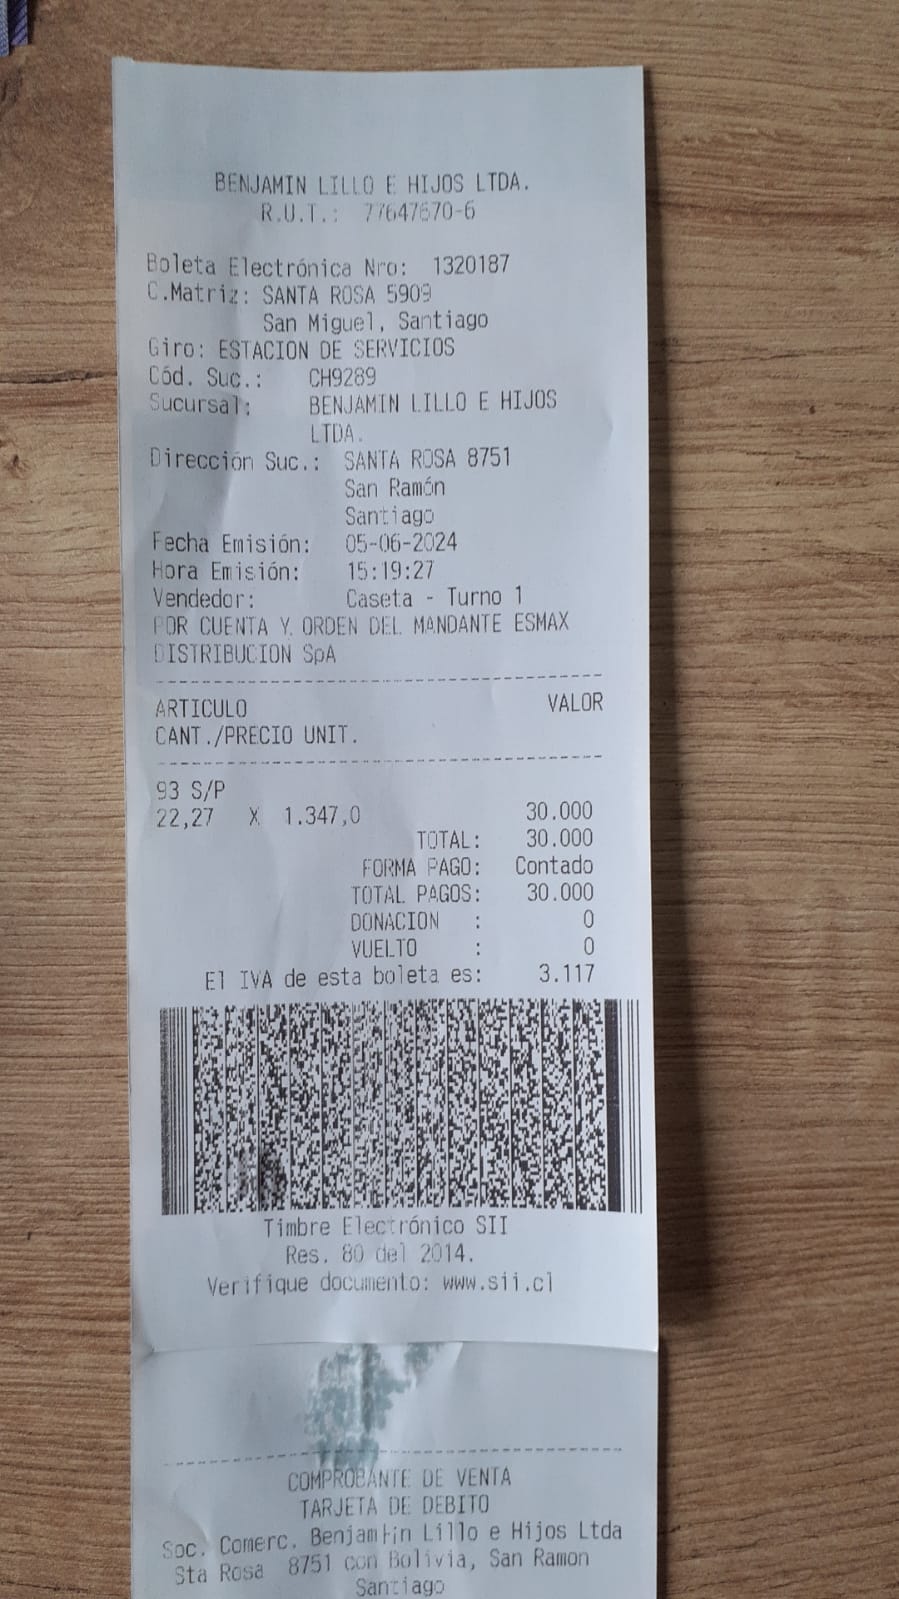 BENJAMIN LILLO E HIJOS LTDA.
R.U.T.: 77647670-6
Boleta Electrónica Nro: 1320187
C.Matriz: SANTA ROSA 5909
San Miguel, Santiago
Giro: ESTACION DE SERVICIOS
Cód. Suc.: CH9289
Sucursal: BENJAMIN LILLO E HIJOS
LTDA.
Dirección Suc.: SANTA ROSA 8751
San Ramón
Santiago
Fecha Emisión: 05-06-2024
Hora Emisión: 15:19:27
Vendedor: Caseta - Turno 1
POR CUENTA Y ORDEN DEL MANDANTE ESMAX
DISTRIBUCION SpA
ARTICULO VALOR
CANT./PRECIO UNIT.
93 S/P
22,27 X 1.347,0 30.000
TOTAL: 30.000
FORMA PAGO: Contado
TOTAL PAGOS: 30.000
DONACION : 0
VUELTO : 0
El IVA de esta boleta es: 3.117
Timbre Electrónico SII
Res. 80 del 2014.
Verifique documento: www.sii.cl
COMPROBANTE DE VENTA
TARJETA DE DEBITO
Soc. Comerc. Benjamin Lillo e Hijos Ltda
Sta Rosa 8751 con Bolivia, San Ramon
Santiago